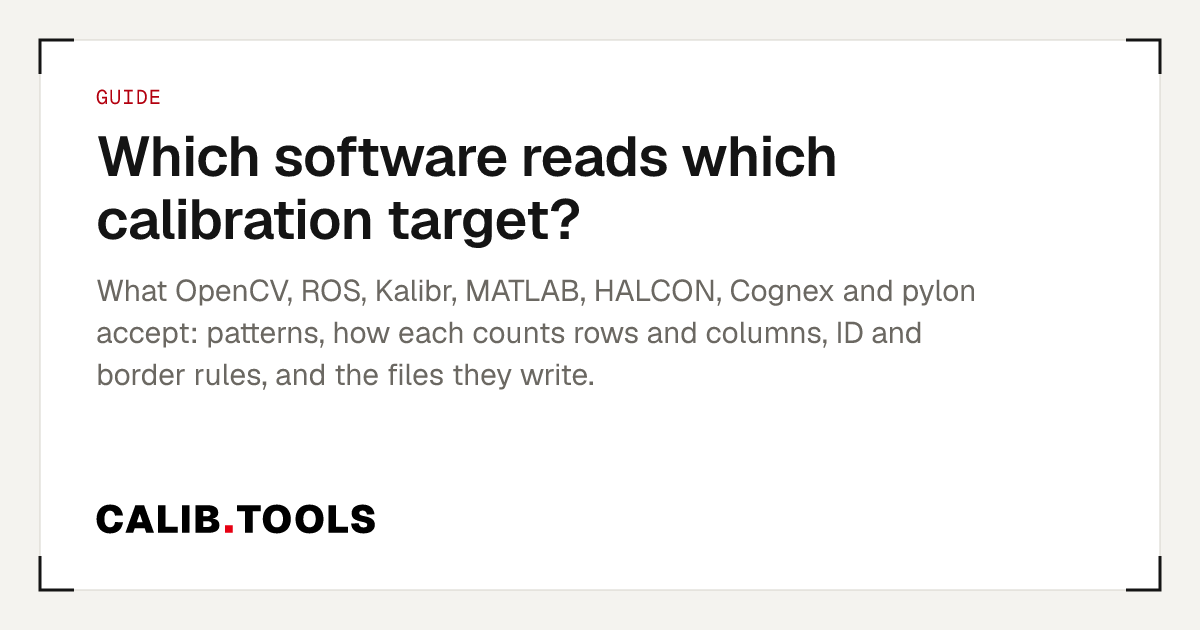 GUIDE
Which software reads which
calibration target?
What OpenCV, ROS, Kalibr, MATLAB, HALCON, Cognex and pylon
accept: patterns, how each counts rows and columns, ID and
border rules, and the files they write.
CALIB.TOOLS